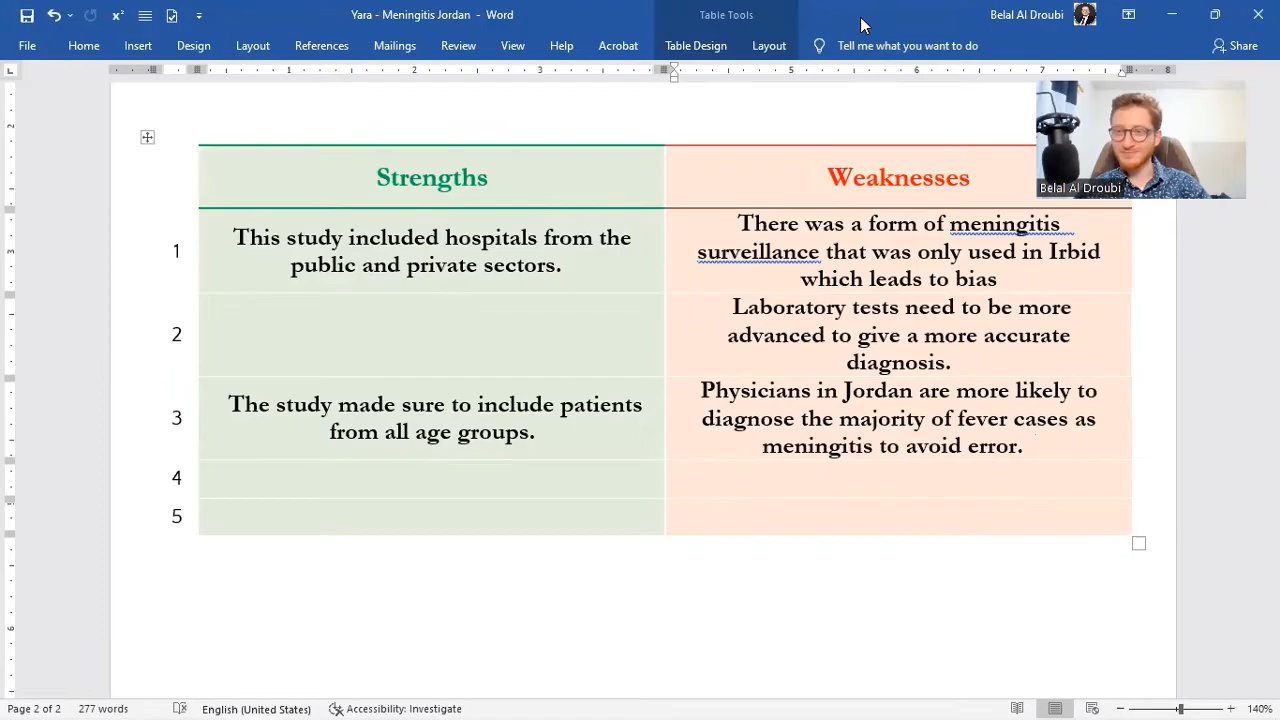 Yara - Meningitis Jordan - Word
Table Tools
Belal Al Droubi
File Home Insert Design Layout References Mailings Review View Help Acrobat Table Design Layout Tell me what you want to do Share
1 2 3 5 7 8
Belal Al Droubi
Strengths
Weaknesses
1
This study included hospitals from the
public and private sectors.
There was a form of meningitis
surveillance that was only used in Irbid
which leads to bias
2
Laboratory tests need to be more
advanced to give a more accurate
diagnosis.
3
The study made sure to include patients
from all age groups.
Physicians in Jordan are more likely to
diagnose the majority of fever cases as
meningitis to avoid error.
4
5
Page 2 of 2 277 words English (United States) Accessibility: Investigate 140%